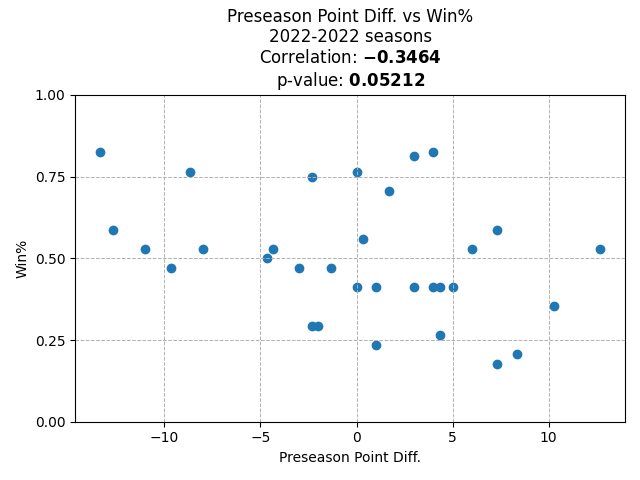 Preseason Point Diff. vs Win%
2022-2022 seasons
Correlation: −0.3464
p-value: 0.05212
1.00
0.75
0.50
0.25
0.00
Win%
−10
−5
0
5
10
Preseason Point Diff.